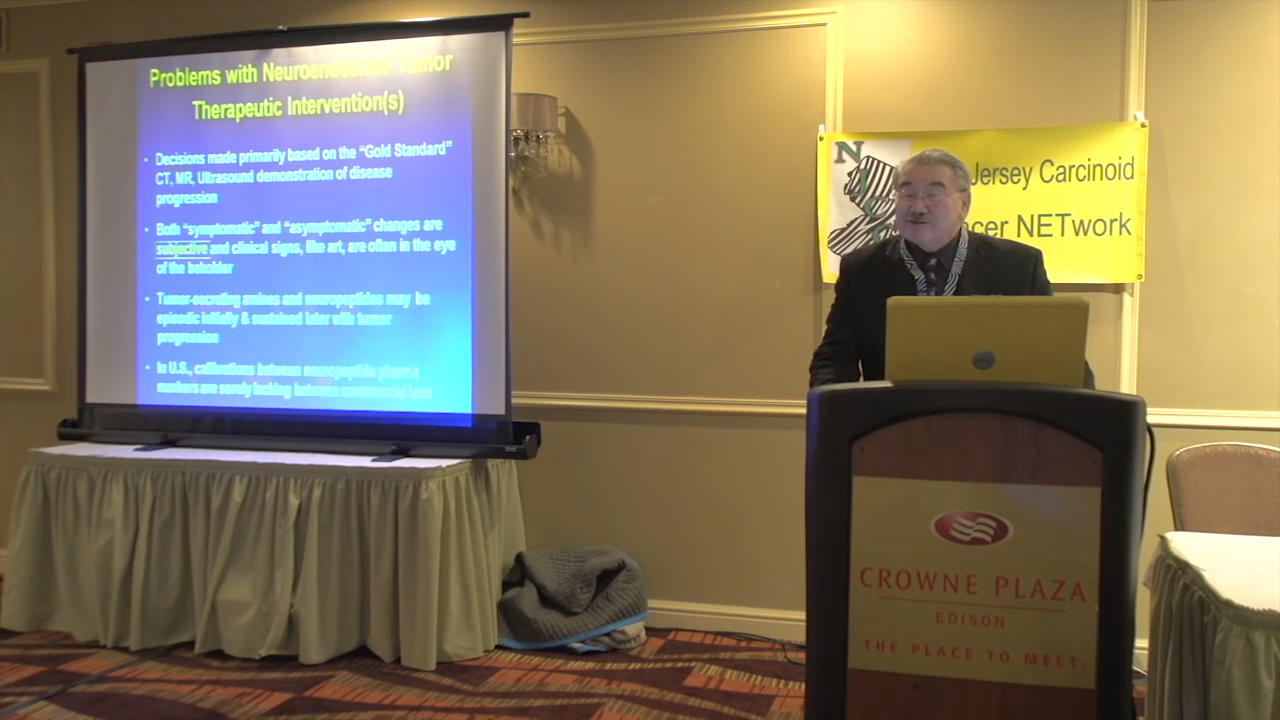 Problems with Neuroendocrine Tumor
Therapeutic Intervention(s)
• Decisions made primarily based on the "Gold Standard"
CT, MR, Ultrasound demonstration of disease
progression
• Both "symptomatic" and "asymptomatic" changes are
subjective and clinical signs, like art, are often in the eye
of the beholder
• Tumor-secreting amines and neuropeptides may be
episodic initially & sustained later with tumor
progression
• In U.S., calibrations between neuropeptide plasma
markers are sorely lacking between commercial labs
NJCC
Jersey Carcinoid
cer NETwork
CROWNE PLAZA
EDISON
THE PLACE TO MEET.